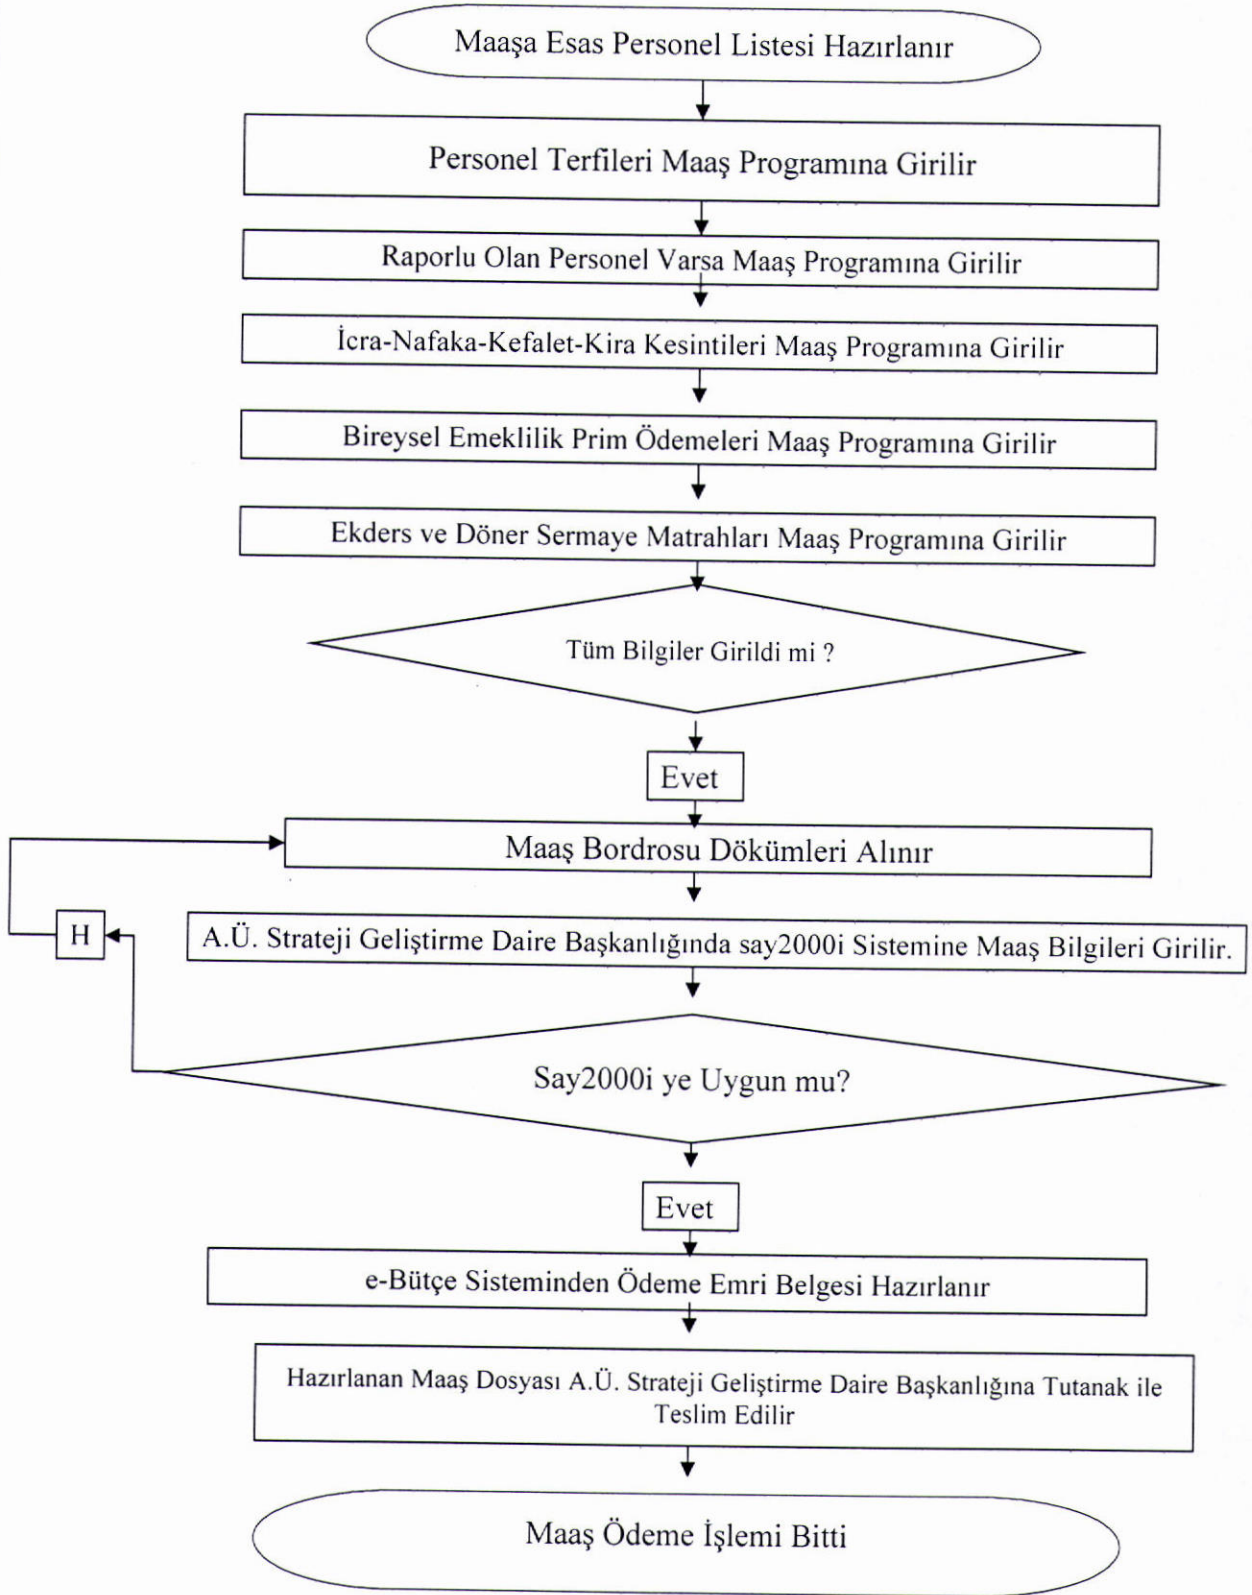 Maaşa Esas Personel Listesi Hazırlanır
Personel Terfileri Maaş Programına Girilir
Raporlu Olan Personel Varsa Maaş Programına Girilir
İcra-Nafaka-Kefalet-Kira Kesintileri Maaş Programına Girilir
Bireysel Emeklilik Prim Ödemeleri Maaş Programına Girilir
Ekders ve Döner Sermaye Matrahları Maaş Programına Girilir
Tüm Bilgiler Girildi mi ?
Evet
Maaş Bordrosu Dökümleri Alınır
H
A.Ü. Strateji Geliştirme Daire Başkanlığında say2000i Sistemine Maaş Bilgileri Girilir.
Say2000i ye Uygun mu?
Evet
e-Bütçe Sisteminden Ödeme Emri Belgesi Hazırlanır
Hazırlanan Maaş Dosyası A.Ü. Strateji Geliştirme Daire Başkanlığına Tutanak ile
Teslim Edilir
Maaş Ödeme İşlemi Bitti